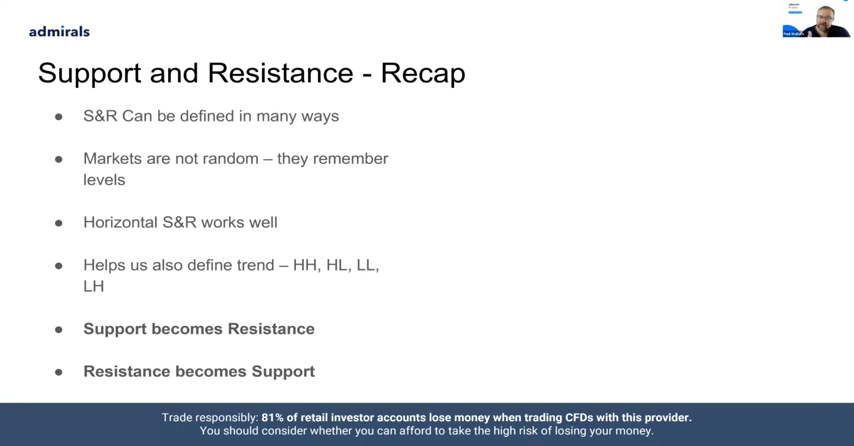 admirals
Support and Resistance - Recap
● S&R Can be defined in many ways
● Markets are not random – they remember
levels
● Horizontal S&R works well
● Helps us also define trend – HH, HL, LL,
LH
● Support becomes Resistance
● Resistance becomes Support
Trade responsibly: 81% of retail investor accounts lose money when trading CFDs with this provider.
You should consider whether you can afford to take the high risk of losing your money.